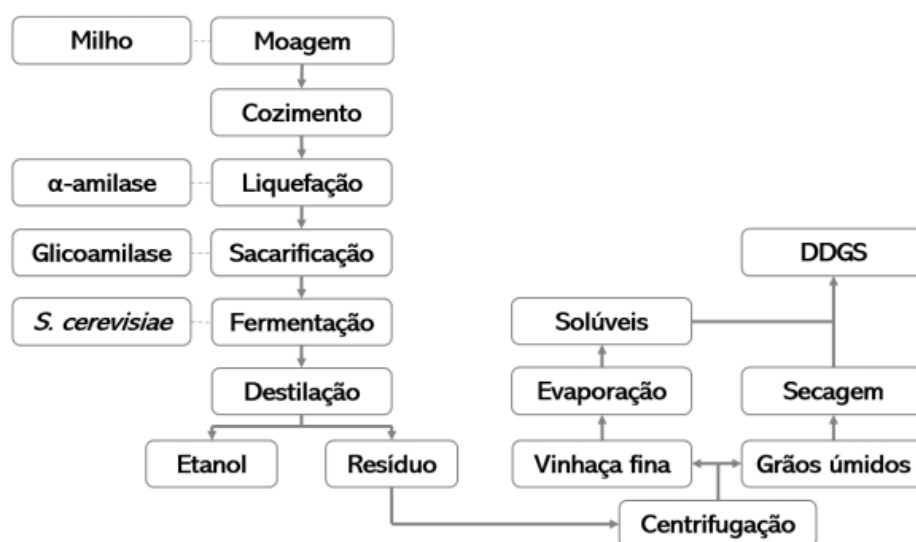 Milho
Moagem
Cozimento
α-amilase
Liquefação
Glicoamilase
Sacarificação
DDGS
S. cerevisiae
Fermentação
Solúveis
Destilação
Evaporação
Secagem
Etanol
Resíduo
Vinhaça fina
Grãos úmidos
Centrifugação